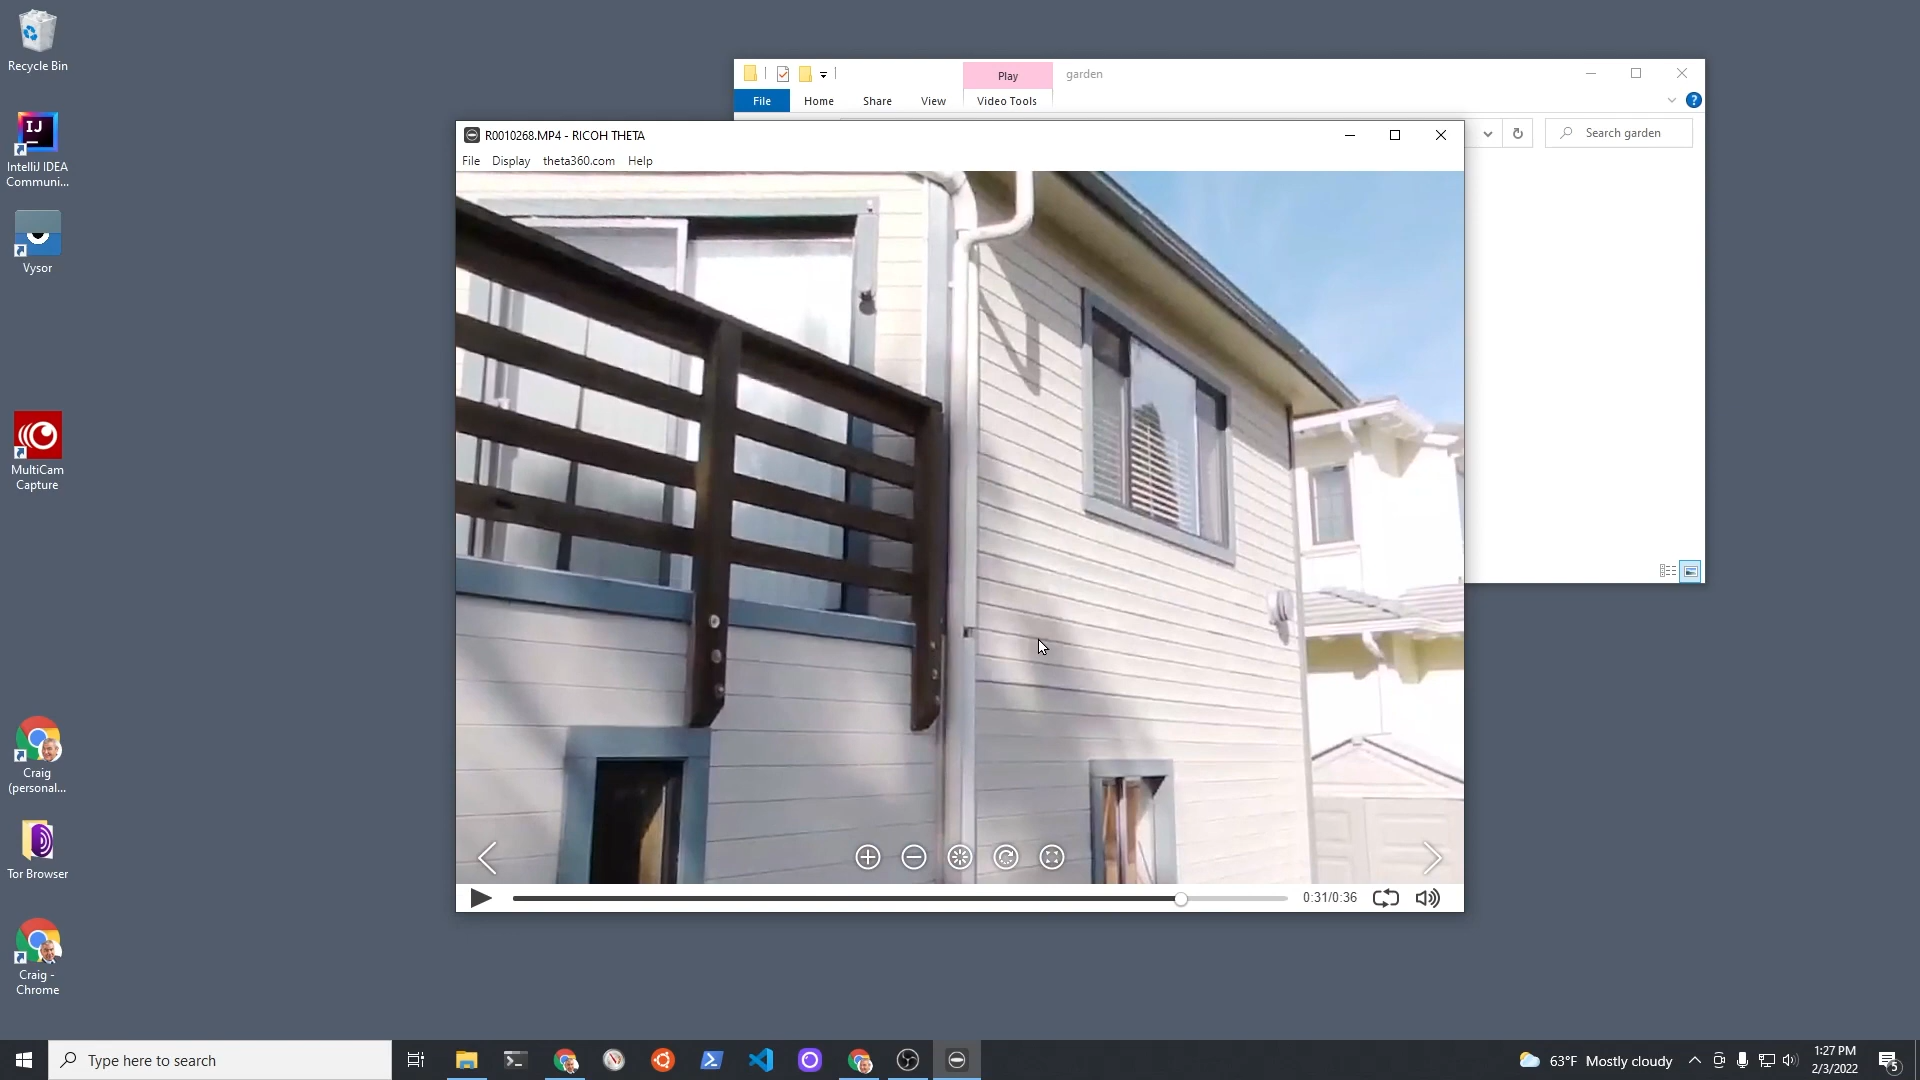 Recycle Bin
IntelliJ IDEA
Communi...
Vysor
MultiCam
Capture
Craig
(personal...
Tor Browser
Craig -
Chrome
Play
garden
File
Home
Share
View
Video Tools
Search garden
R0010268.MP4 - RICOH THETA
File
Display
theta360.com
Help
0:31/0:36
Type here to search
63°F Mostly cloudy
1:27 PM
2/3/2022
5